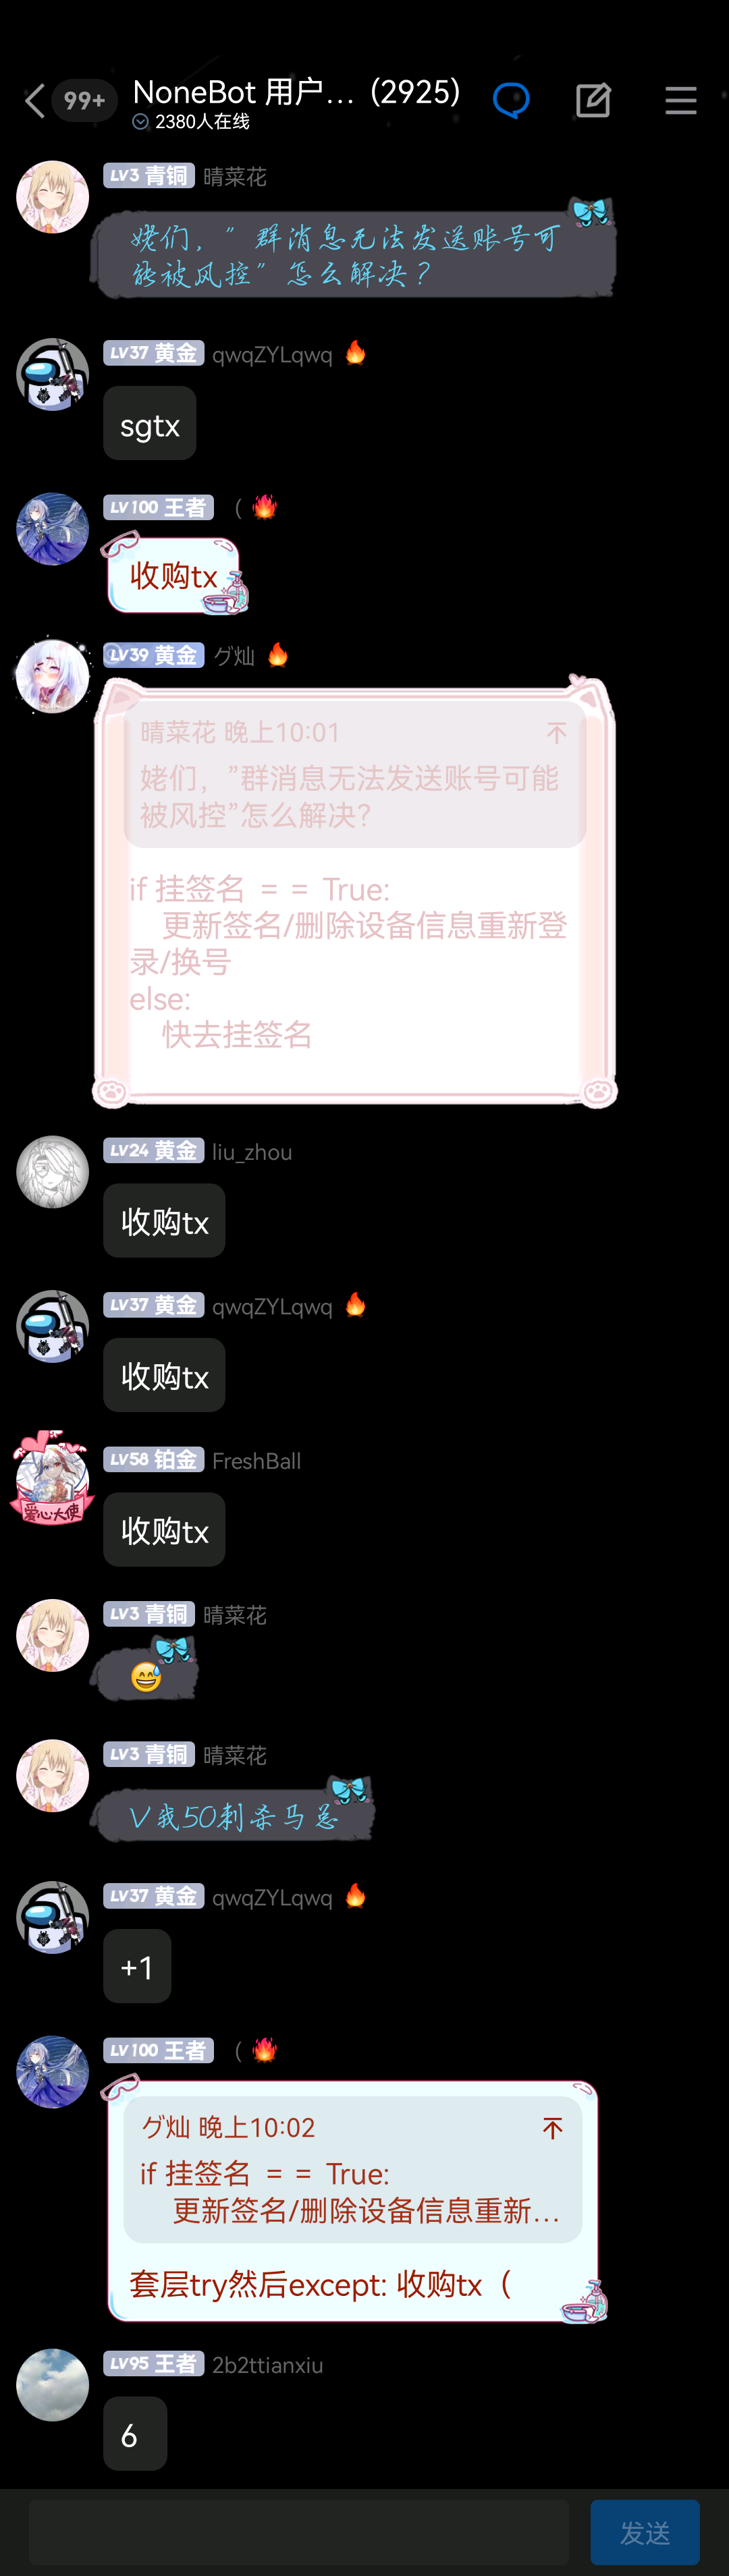 99+
NoneBot 用户... (2925)
2380人在线
LV3 青铜 晴菜花
姥们，”群消息无法发送账号可
能被风控”怎么解决？
LV37 黄金 qwqZYLqwq 🔥
sgtx
LV100 王者 （ 🔥
收购tx
LV39 黄金 グ灿 🔥
晴菜花 晚上10:01
姥们，”群消息无法发送账号可能
被风控”怎么解决？
if 挂签名 = = True:
更新签名/删除设备信息重新登
录/换号
else:
快去挂签名
LV24 黄金 liu_zhou
收购tx
LV37 黄金 qwqZYLqwq 🔥
收购tx
爱心大使
LV58 铂金 FreshBall
收购tx
LV3 青铜 晴菜花
😅
LV3 青铜 晴菜花
V我50刺杀马总
LV37 黄金 qwqZYLqwq 🔥
+1
LV100 王者 （ 🔥
グ灿 晚上10:02
if 挂签名 = = True:
更新签名/删除设备信息重新...
套层try然后except: 收购tx（
LV95 王者 2b2ttianxiu
6
发送